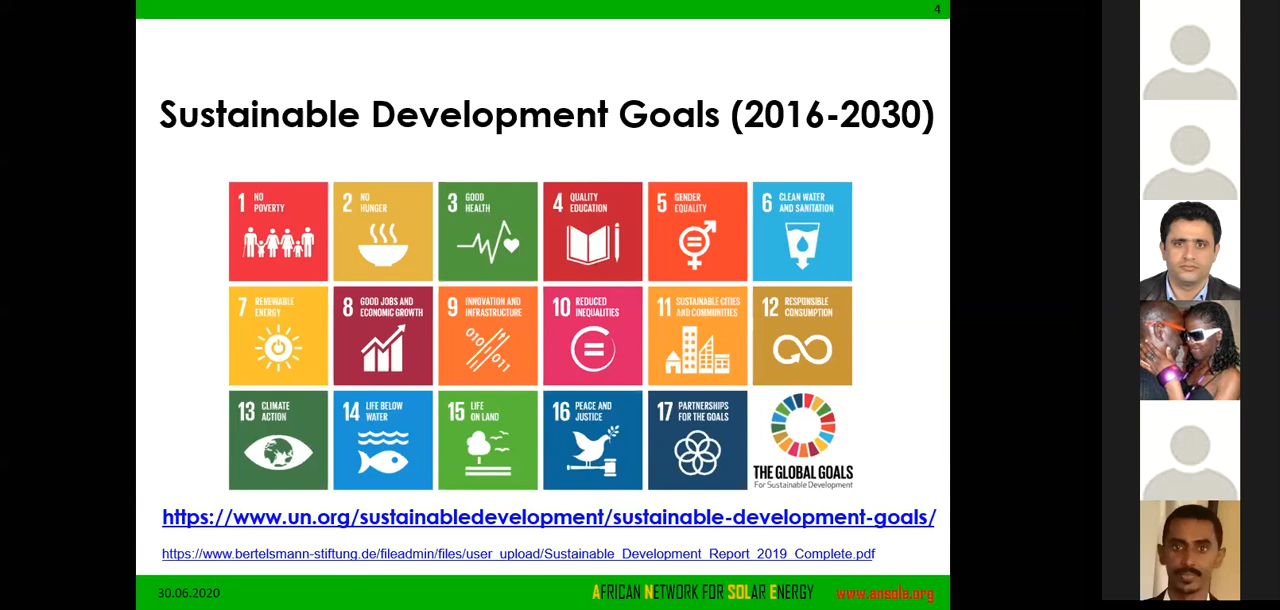 4
Sustainable Development Goals (2016-2030)
1 NO
POVERTY
2 NO
HUNGER
3 GOOD
HEALTH
4 QUALITY
EDUCATION
5 GENDER
EQUALITY
6 CLEAN WATER
AND SANITATION
7 RENEWABLE
ENERGY
8 GOOD JOBS AND
ECONOMIC GROWTH
9 INNOVATION AND
INFRASTRUCTURE
010
011
10 REDUCED
INEQUALITIES
11 SUSTAINABLE CITIES
AND COMMUNITIES
12 RESPONSIBLE
CONSUMPTION
13 CLIMATE
ACTION
14 LIFE BELOW
WATER
15 LIFE
ON LAND
16 PEACE AND
JUSTICE
17 PARTNERSHIPS
FOR THE GOALS
THE GLOBAL GOALS
For Sustainable Development
https://www.un.org/sustainabledevelopment/sustainable-development-goals/
https://www.bertelsmann-stiftung.de/fileadmin/files/user_upload/Sustainable_Development_Report_2019_Complete.pdf
30.06.2020
AFRICAN NETWORK FOR SOLAR ENERGY
www.ansole.org